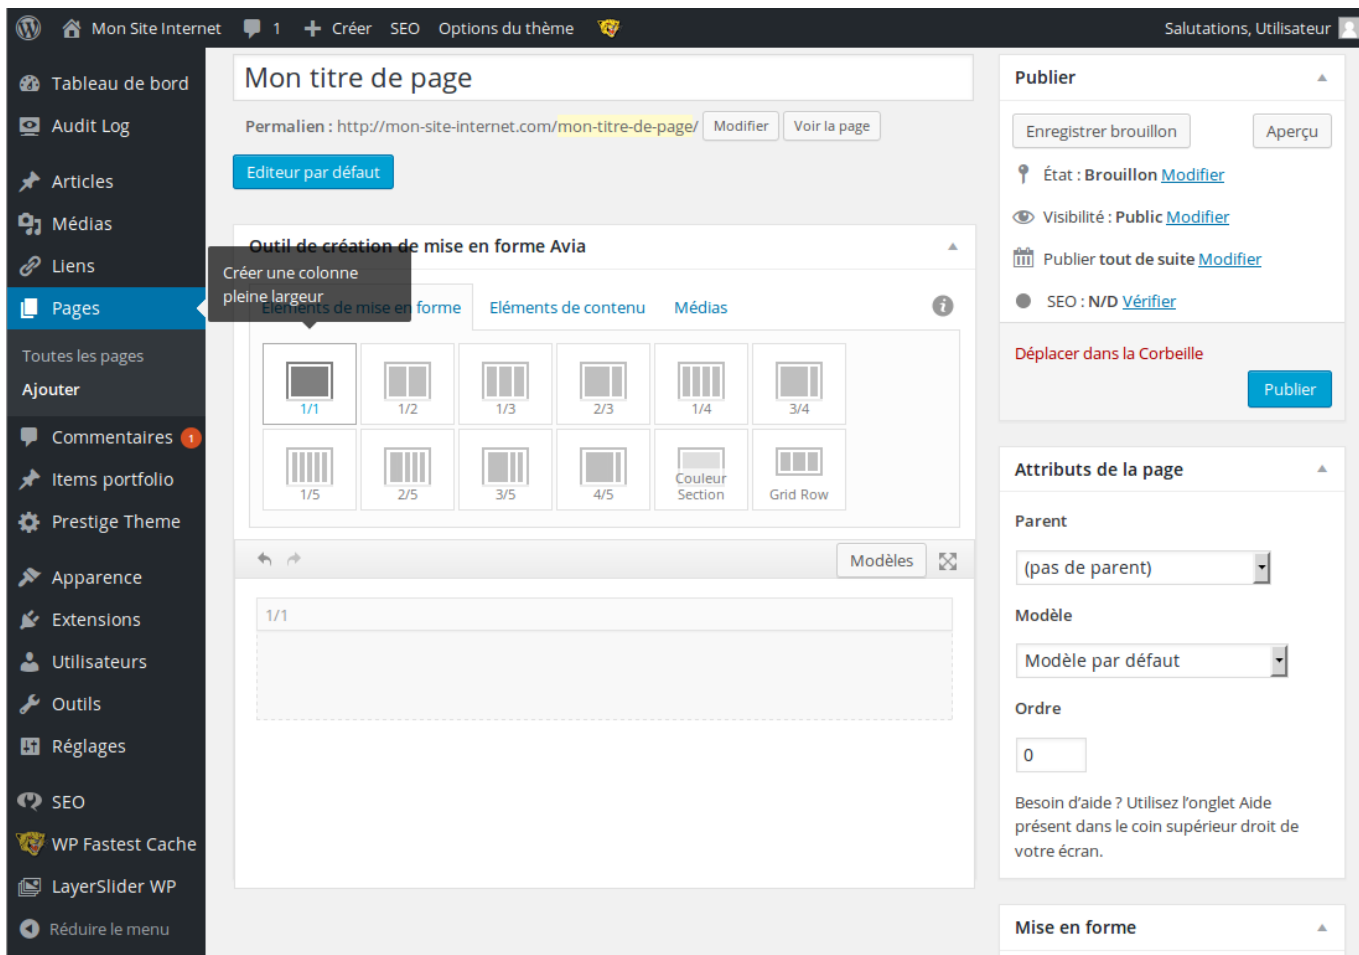 Mon Site Internet 1 Créer SEO Options du thème Salutations, Utilisateur
Tableau de bord
Audit Log
Articles
Médias
Liens
Pages
Toutes les pages
Ajouter
Commentaires 1
Items portfolio
Prestige Theme
Apparence
Extensions
Utilisateurs
Outils
Réglages
SEO
WP Fastest Cache
LayerSlider WP
Réduire le menu
Mon titre de page
Permalien : http://mon-site-internet.com/mon-titre-de-page/ Modifier Voir la page
Editeur par défaut
Outil de création de mise en forme Avia
Créer une colonne
pleine largeur
Eléments de mise en forme Eléments de contenu Médias
1/1 1/2 1/3 2/3 1/4 3/4
1/5 2/5 3/5 4/5 Couleur Section Grid Row
Modèles
1/1
Publier
Enregistrer brouillon Aperçu
État : Brouillon Modifier
Visibilité : Public Modifier
Publier tout de suite Modifier
SEO : N/D Vérifier
Déplacer dans la Corbeille
Publier
Attributs de la page
Parent
(pas de parent)
Modèle
Modèle par défaut
Ordre
0
Besoin d’aide ? Utilisez l’onglet Aide
présent dans le coin supérieur droit de
votre écran.
Mise en forme